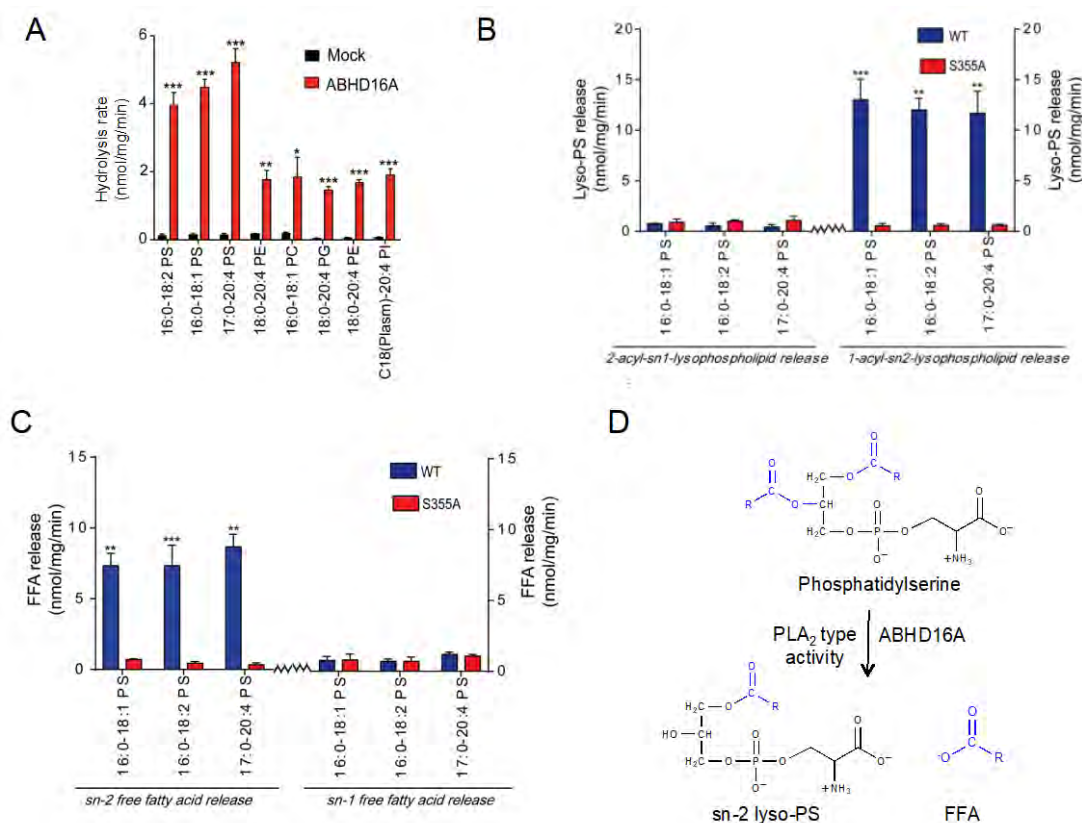 A
Hydrolysis rate
(nmol/mg/min)
6
4
2
0
***
***
***
**
*
***
***
***
Mock
ABHD16A
16:0-18:2 PS
16:0-18:1 PS
17:0-20:4 PS
18:0-20:4 PE
16:0-18:1 PC
18:0-20:4 PG
18:0-20:4 PE
C18(Plasm)-20:4 PI
B
Lyso-PS release
(nmol/mg/min)
20
15
10
5
0
WT
S355A
***
**
**
20
15
10
5
0
Lyso-PS release
(nmol/mg/min)
16:0-18:1 PS
16:0-18:2 PS
17:0-20:4 PS
16:0-18:1 PS
16:0-18:2 PS
17:0-20:4 PS
2-acyl-sn1-lysophospholipid release
1-acyl-sn2-lysophospholipid release
C
FFA release
(nmol/mg/min)
15
10
5
0
**
***
**
WT
S355A
15
10
5
0
FFA release
(nmol/mg/min)
16:0-18:1 PS
16:0-18:2 PS
17:0-20:4 PS
16:0-18:1 PS
16:0-18:2 PS
17:0-20:4 PS
sn-2 free fatty acid release
sn-1 free fatty acid release
D
O
O
H₂C
O
C
R
C
R
O
CH
O
O
H₂C
O
P
O
C
O⁻
O⁻
+NH₃
Phosphatidylserine
PLA₂ type
activity
ABHD16A
O
H₂C
O
C
R
HO
CH
O
O
O
H₂C
O
P
O
C
O⁻
C
O⁻
⁻O
R
+NH₃
sn-2 lyso-PS
FFA